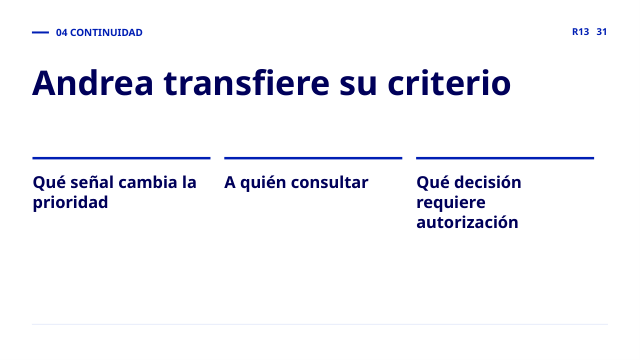 04 CONTINUIDAD
R13 31
Andrea transfiere su criterio
Qué señal cambia la
prioridad
A quién consultar
Qué decisión
requiere
autorización